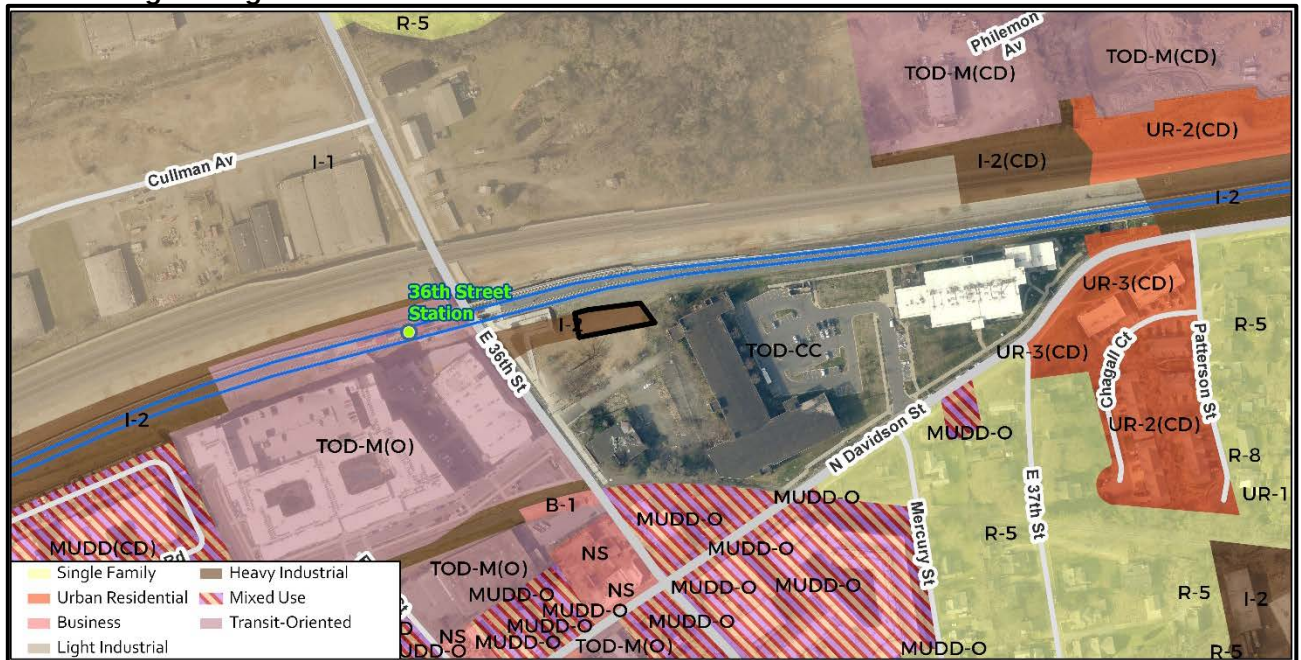 R-5
Philemon
Av
TOD-M(CD)
TOD-M(CD)
UR-2(CD)
I-2(CD)
I-1
Cullman Av
I-2
36th Street
Station
I-2
E 36th St
TOD-CC
UR-3(CD)
UR-3(CD)
Chagall Ct
Patterson St
R-5
UR-2(CD)
I-2
TOD-M(O)
N Davidson St
MUDD-O
R-8
UR-1
B-1
MUDD-O
MUDD-O
MUDD-O
Mercury St
E 37th St
R-5
MUDD(CD)
Rd
NS
TOD-M(O)
MUDD-O
NS
MUDD-O
MUDD-O
MUDD-O
MUDD-O
MUDD-O
R-5
I-2
NS
MUDD-O
TOD-M(O)
MUDD-O
MUDD-O
R-5
Single Family
Heavy Industrial
Urban Residential
Mixed Use
Business
Transit-Oriented
Light Industrial